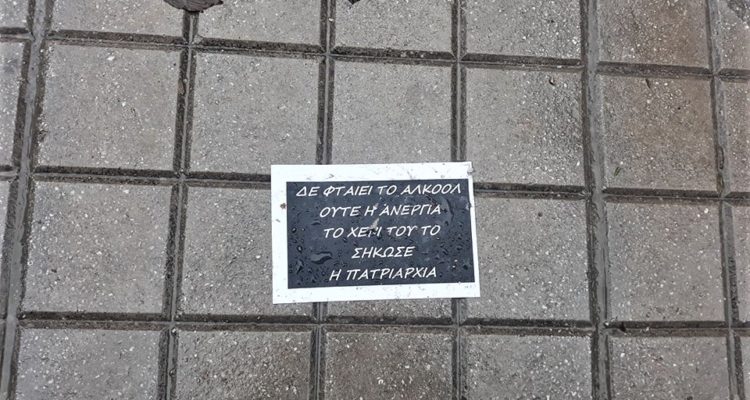 ΔΕ ΦΤΑΙΕΙ ΤΟ ΑΛΚΟΟΛ
ΟΥΤΕ Η ΑΝΕΡΓΙΑ
ΤΟ ΧΕΡΙ ΤΟΥ ΤΟ
ΣΗΚΩΣΕ
Η ΠΑΤΡΙΑΡΧΙΑ